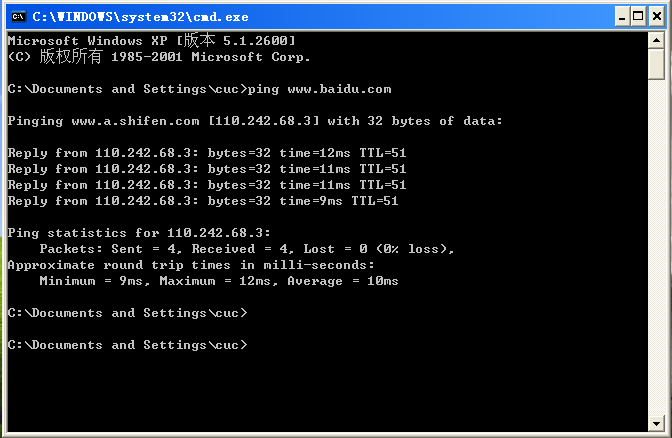 C:\WINDOWS\system32\cmd.exe
Microsoft Windows XP [版本 5.1.2600]
(C) 版权所有 1985-2001 Microsoft Corp.
C:\Documents and Settings\cuc>ping www.baidu.com
Pinging www.a.shifen.com [110.242.68.3] with 32 bytes of data:
Reply from 110.242.68.3: bytes=32 time=12ms TTL=51
Reply from 110.242.68.3: bytes=32 time=11ms TTL=51
Reply from 110.242.68.3: bytes=32 time=11ms TTL=51
Reply from 110.242.68.3: bytes=32 time=9ms TTL=51
Ping statistics for 110.242.68.3:
    Packets: Sent = 4, Received = 4, Lost = 0 (0% loss),
Approximate round trip times in milli-seconds:
    Minimum = 9ms, Maximum = 12ms, Average = 10ms
C:\Documents and Settings\cuc>
C:\Documents and Settings\cuc>